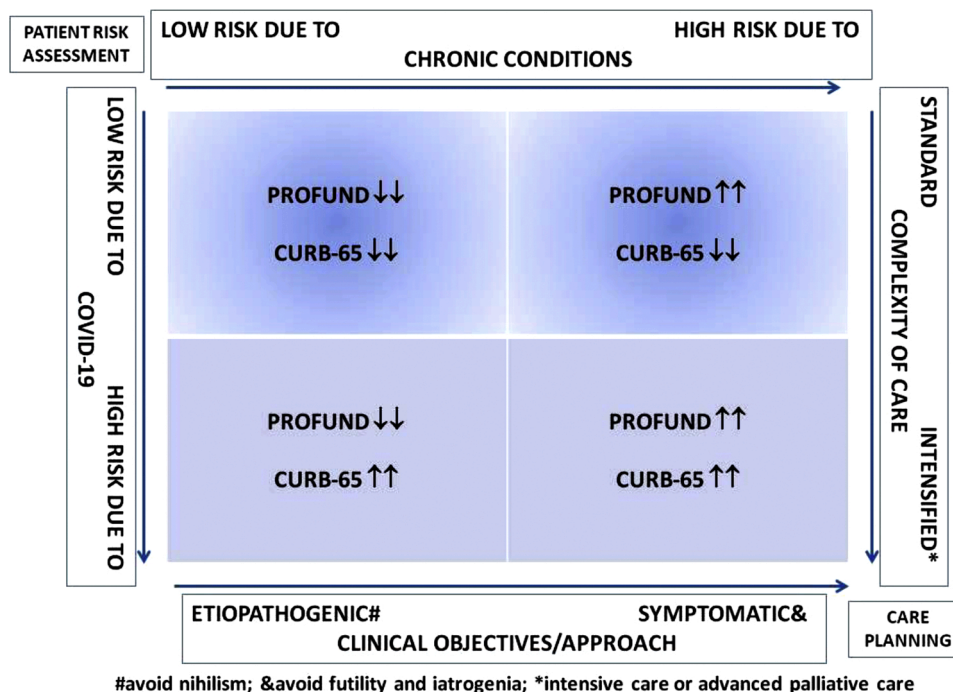 PATIENT RISK
ASSESSMENT
LOW RISK DUE TO HIGH RISK DUE TO
CHRONIC CONDITIONS
LOW RISK DUE TO HIGH RISK DUE TO
COVID-19
PROFUND ↓↓
CURB-65 ↓↓
PROFUND ↑↑
CURB-65 ↓↓
PROFUND ↓↓
CURB-65 ↑↑
PROFUND ↑↑
CURB-65 ↑↑
STANDARD INTENSIFIED*
COMPLEXITY OF CARE
ETIOPATHOGENIC# SYMPTOMATIC&
CLINICAL OBJECTIVES/APPROACH
CARE
PLANNING
#avoid nihilism; &avoid futility and iatrogenia; *intensive care or advanced palliative care